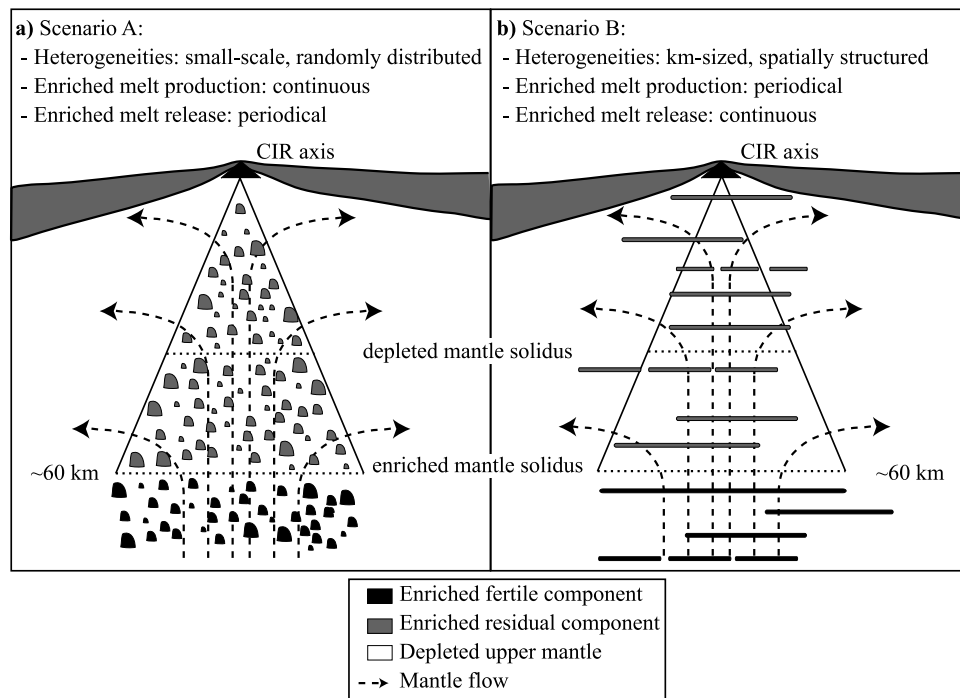 a) Scenario A:
- Heterogeneities: small-scale, randomly distributed
- Enriched melt production: continuous
- Enriched melt release: periodical
CIR axis
~60 km
b) Scenario B:
- Heterogeneities: km-sized, spatially structured
- Enriched melt production: periodical
- Enriched melt release: continuous
CIR axis
depleted mantle solidus
enriched mantle solidus
~60 km
Enriched fertile component
Enriched residual component
Depleted upper mantle
Mantle flow